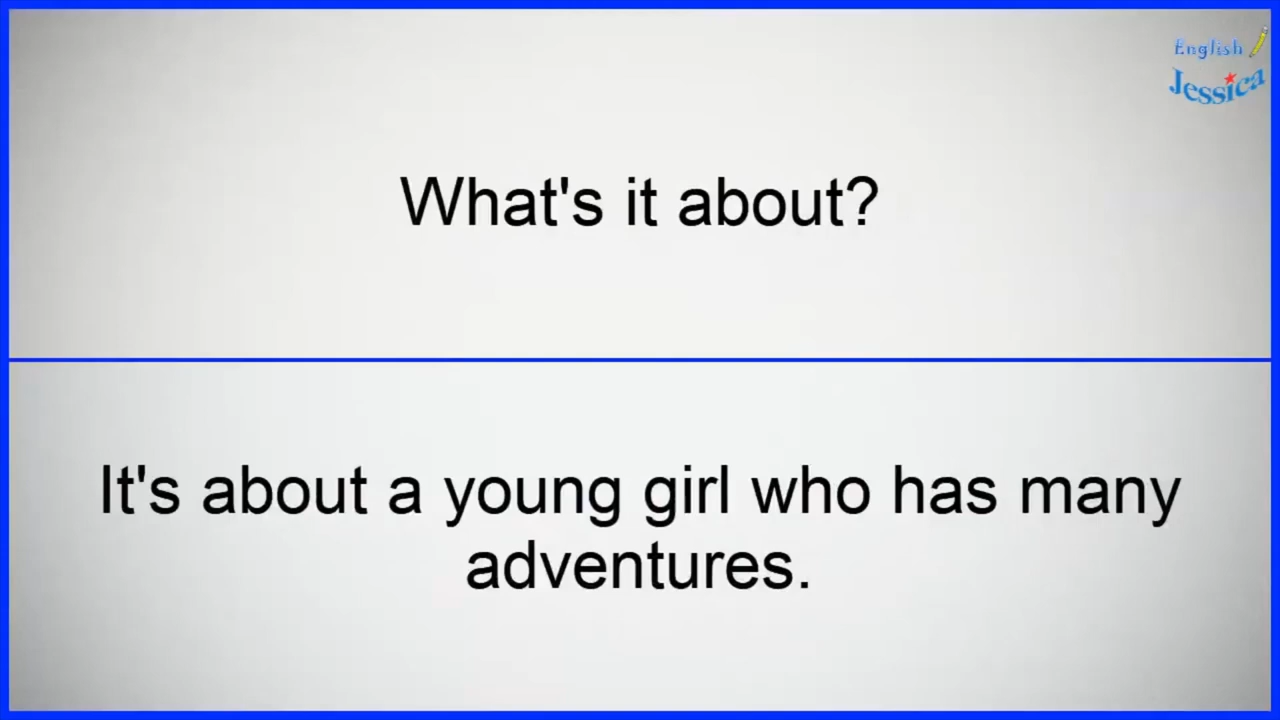 English
Jessica
What's it about?
It's about a young girl who has many
adventures.